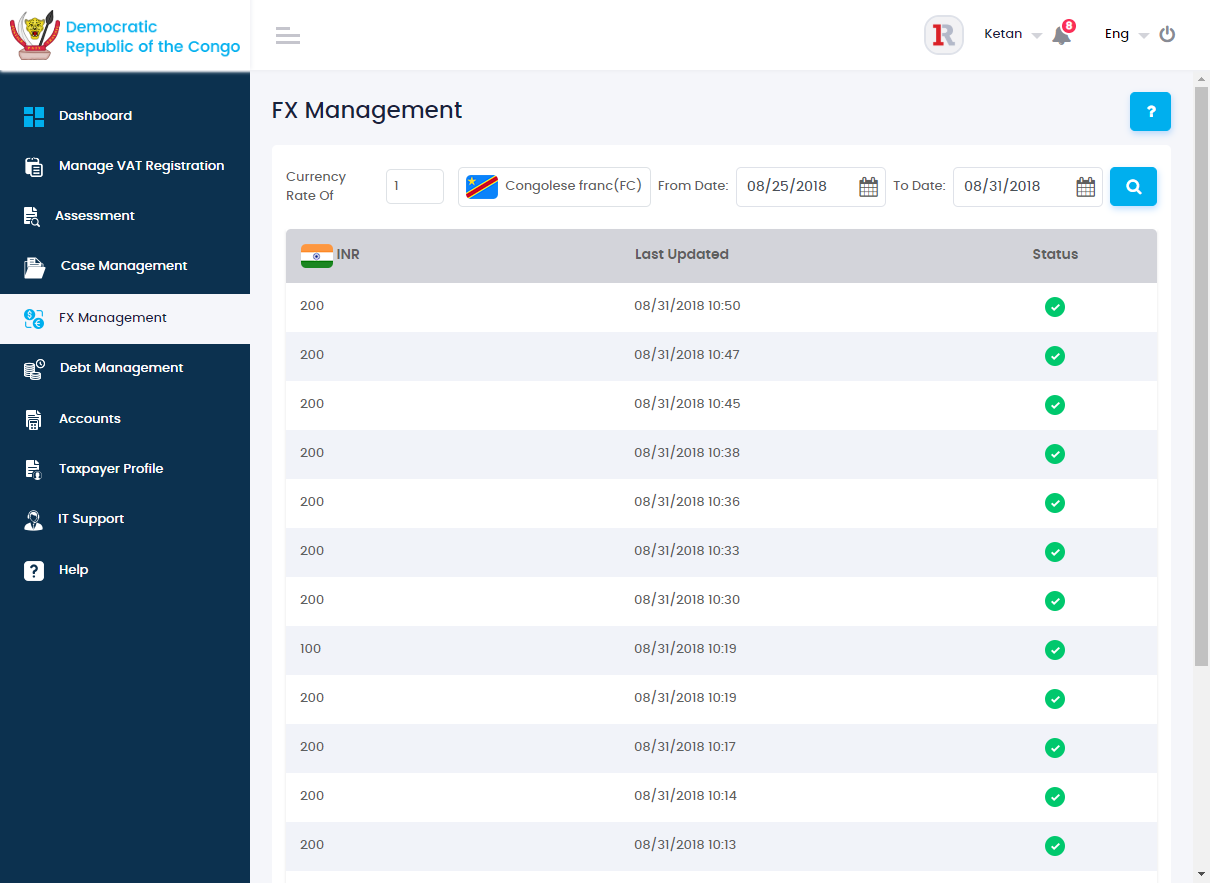 Democratic
Republic of the Congo
Ketan
8
Eng
Dashboard
Manage VAT Registration
Assessment
Case Management
FX Management
Debt Management
Accounts
Taxpayer Profile
IT Support
? Help
FX Management
?
Currency
Rate Of
1
Congolese franc(FC)
From Date:
08/25/2018
To Date:
08/31/2018
INR Last Updated Status
200 08/31/2018 10:50
200 08/31/2018 10:47
200 08/31/2018 10:45
200 08/31/2018 10:38
200 08/31/2018 10:36
200 08/31/2018 10:33
200 08/31/2018 10:30
100 08/31/2018 10:19
200 08/31/2018 10:19
200 08/31/2018 10:17
200 08/31/2018 10:14
200 08/31/2018 10:13